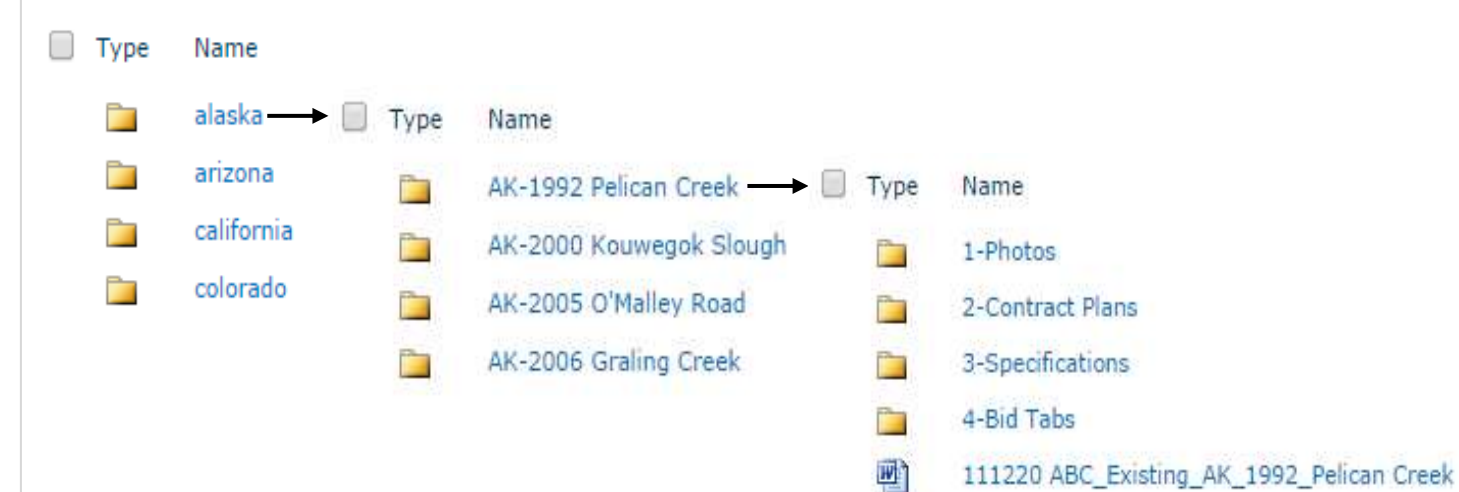 Type Name
alaska
arizona
california
colorado
Type Name
AK-1992 Pelican Creek
AK-2000 Kouwegok Slough
AK-2005 O'Malley Road
AK-2006 Graling Creek
Type Name
1-Photos
2-Contract Plans
3-Specifications
4-Bid Tabs
111220 ABC_Existing_AK_1992_Pelican Creek